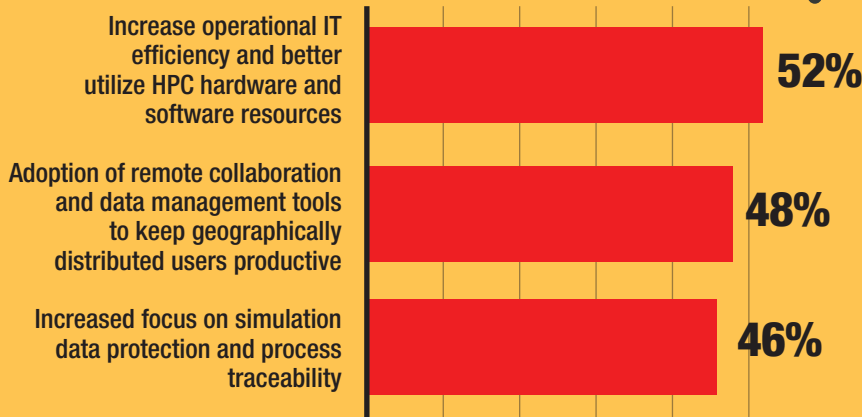 Increase operational IT
efficiency and better
utilize HPC hardware and
software resources
52%
Adoption of remote collaboration
and data management tools
to keep geographically
distributed users productive
48%
Increased focus on simulation
data protection and process
traceability
46%